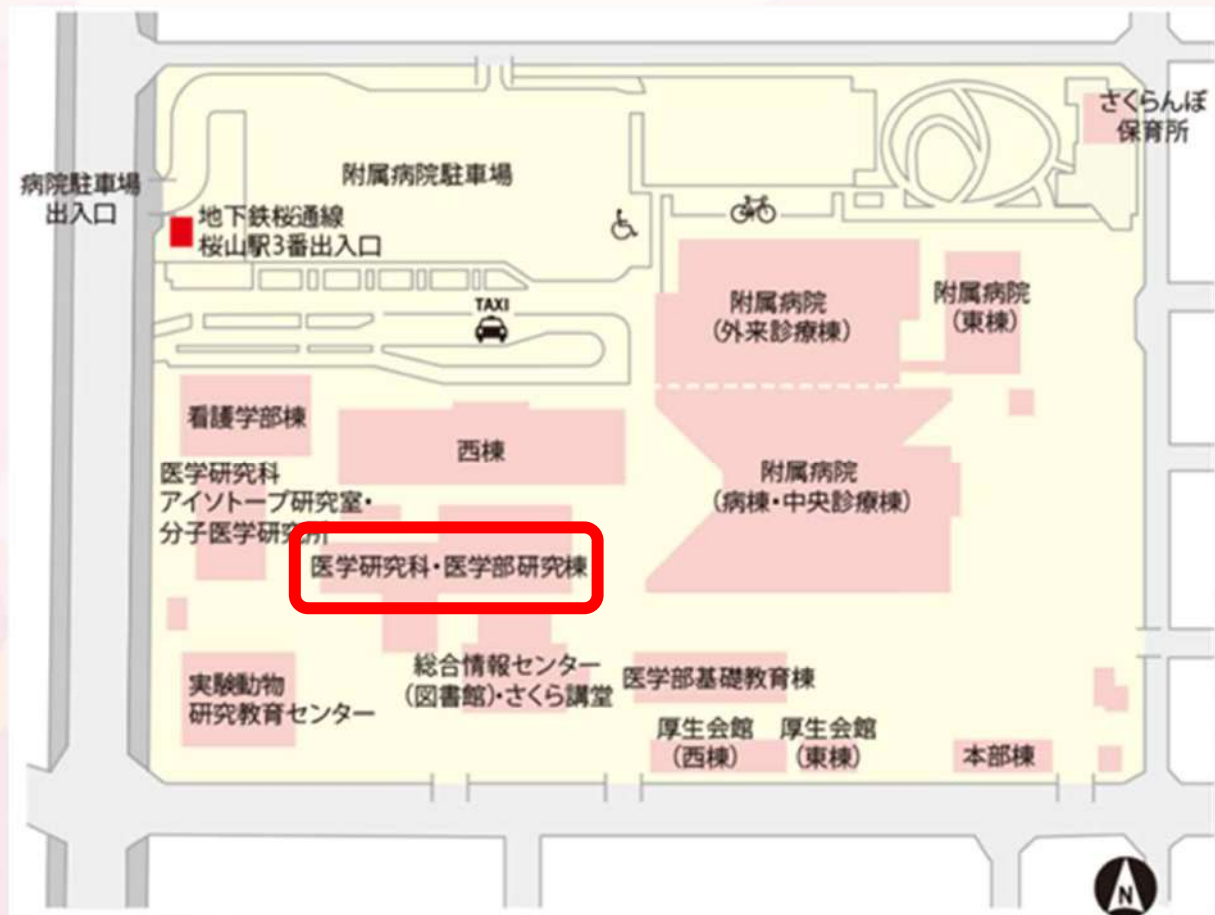 さくらんぼ
保育所
病院駐車場
出入口
附属病院駐車場
地下鉄桜通線
桜山駅3番出入口
TAXI
附属病院
(外来診療棟)
附属病院
(東棟)
看護学部棟
西棟
医学研究科
アイソトープ研究室・
分子医学研究所
附属病院
(病棟・中央診療棟)
医学研究科・医学部研究棟
実験動物
研究教育センター
総合情報センター
(図書館)・さくら講堂
医学部基礎教育棟
厚生会館
(西棟)
厚生会館
(東棟)
本部棟
N